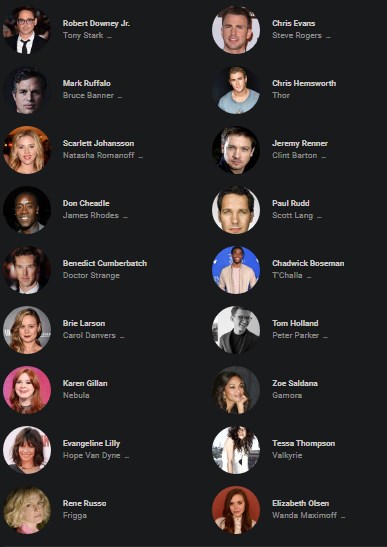 Robert Downey Jr.
Tony Stark ...
Chris Evans
Steve Rogers ...
Mark Ruffalo
Bruce Banner ...
Chris Hemsworth
Thor
Scarlett Johansson
Natasha Romanoff ...
Jeremy Renner
Clint Barton ...
Don Cheadle
James Rhodes ...
Paul Rudd
Scott Lang ...
Benedict Cumberbatch
Doctor Strange
Chadwick Boseman
T'Challa ...
Brie Larson
Carol Danvers ...
Tom Holland
Peter Parker ...
Karen Gillan
Nebula
Zoe Saldana
Gamora
Evangeline Lilly
Hope Van Dyne ...
Tessa Thompson
Valkyrie
Rene Russo
Frigga
Elizabeth Olsen
Wanda Maximoff ...